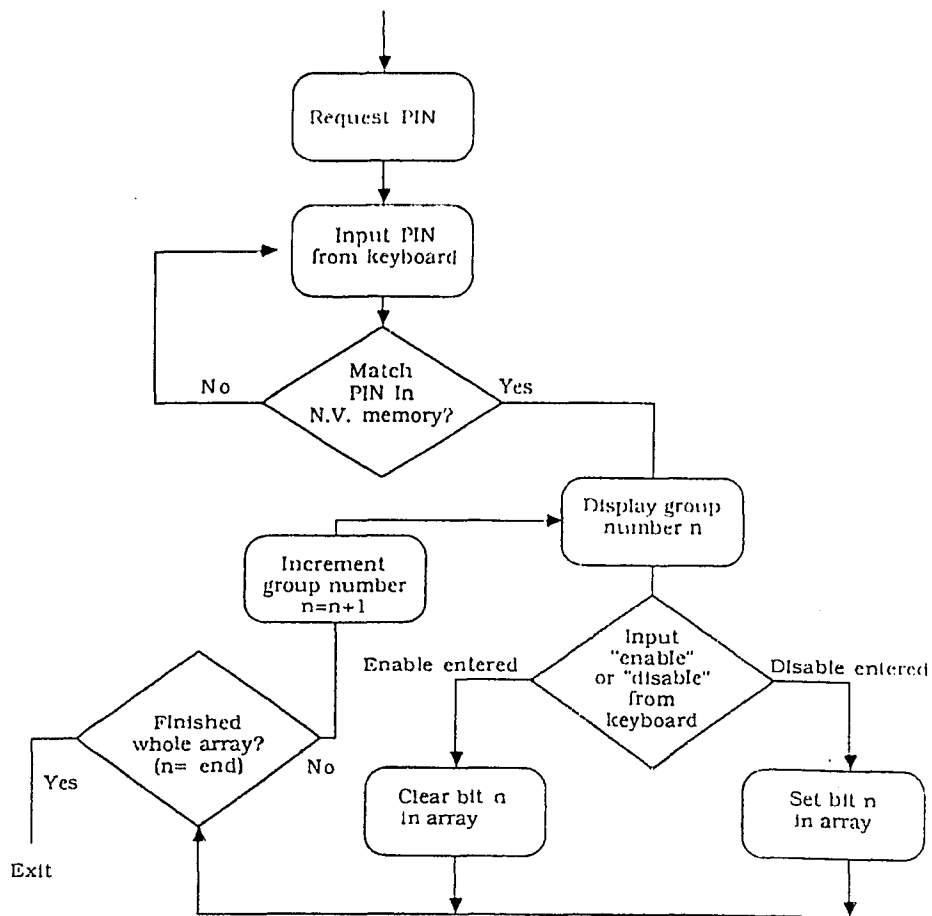 Request PIN
Input PIN
from keyboard
Match
PIN In
N.V. memory?
No
Yes
Display group
number n
Increment
group number
n=n+1
Input
"enable"
or "disable"
from
keyboard
Enable entered
Disable entered
Finished
whole array?
(n= end)
Yes
No
Clear bit n
in array
Set bit n
in array
Exit